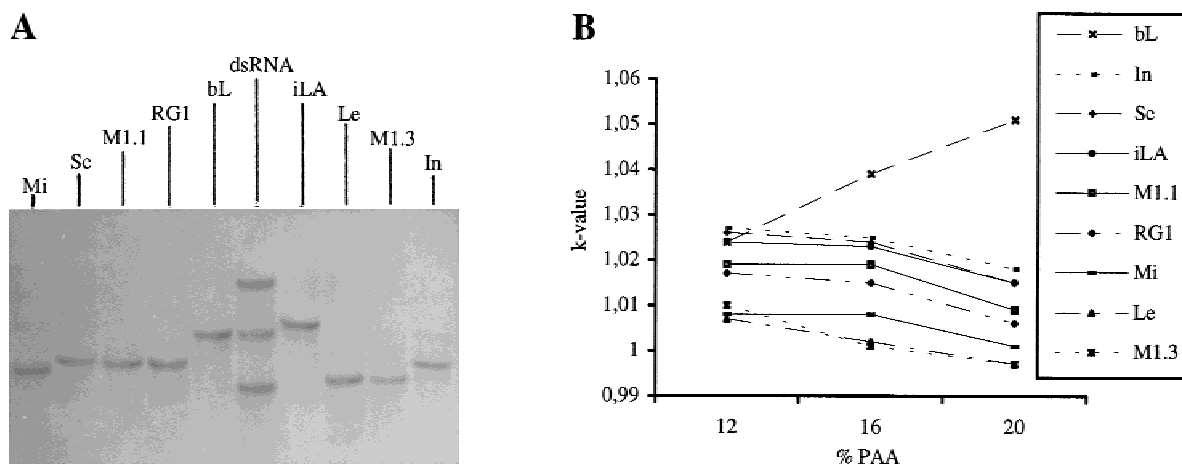 A
dsRNA
bL
iLA
RG1
Le
M1.1
M1.3
Sc
In
Mi
B
1,06
1,05
1,04
1,03
1,02
1,01
1
0,99
k-value
12
16
20
% PAA
bL
In
Sc
iLA
M1.1
RG1
Mi
Le
M1.3